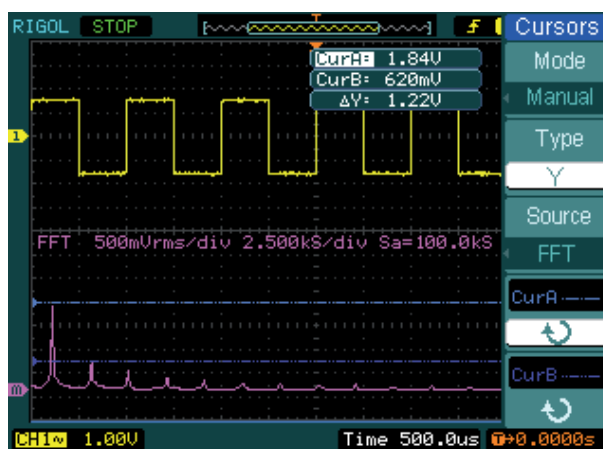 RIGOL STOP
T
Cursors
CurA: 1.84V
CurB: 620mV
ΔY: 1.22V
Mode
Manual
Type
Y
1
Source
FFT
FFT 500mVrms/div 2.500kS/div Sa=100.0kS
CurA
CurB
M
CH1~ 1.00V
Time 500.0us
T→0.0000s